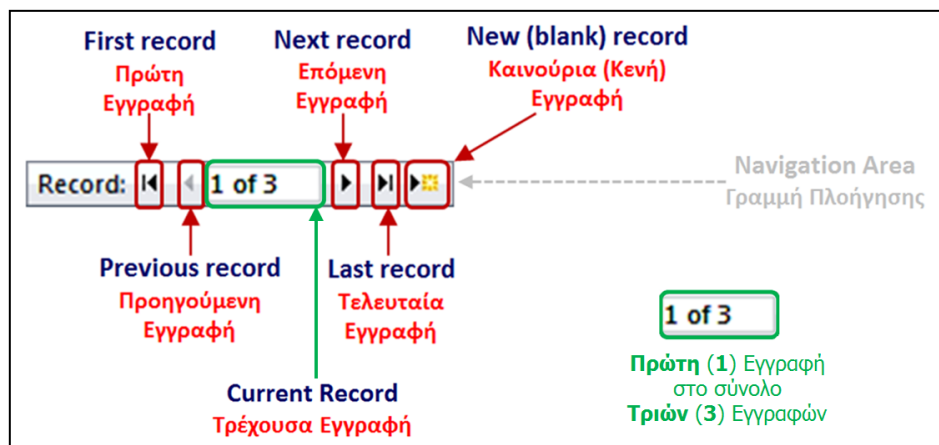 First record
Πρώτη
Εγγραφή
Next record
Επόμενη
Εγγραφή
New (blank) record
Καινούρια (Κενή)
Εγγραφή
Record: 1 of 3
Navigation Area
Γραμμή Πλοήγησης
Previous record
Προηγούμενη
Εγγραφή
Last record
Τελευταία
Εγγραφή
Current Record
Τρέχουσα Εγγραφή
1 of 3
Πρώτη (1) Εγγραφή
στο σύνολο
Τριών (3) Εγγραφών